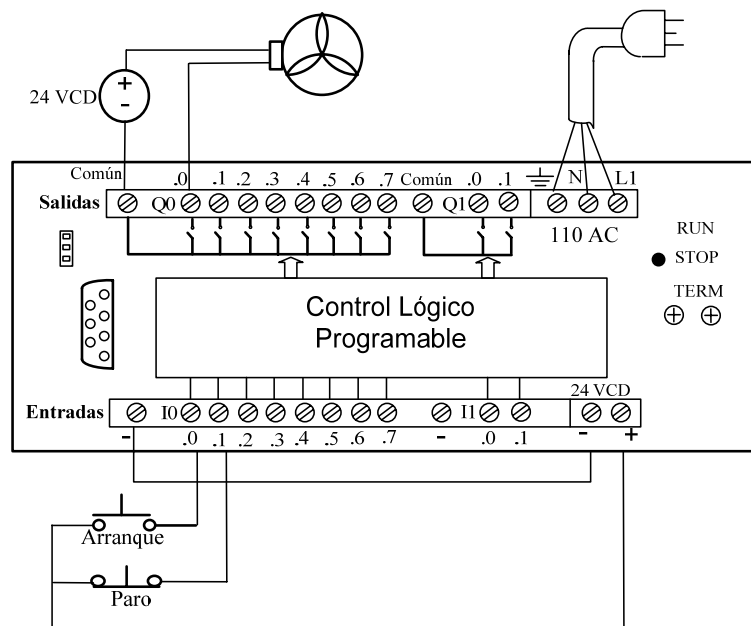 +
24 VCD
-
Común .0 .1 .2 .3 .4 .5 .6 .7 Común .0 .1 N L1
Salidas Q0 Q1
110 AC
RUN
STOP
TERM
Control Lógico
Programable
24 VCD
Entradas I0 I1
- .0 .1 .2 .3 .4 .5 .6 .7 - .0 .1 - +
Arranque
Paro